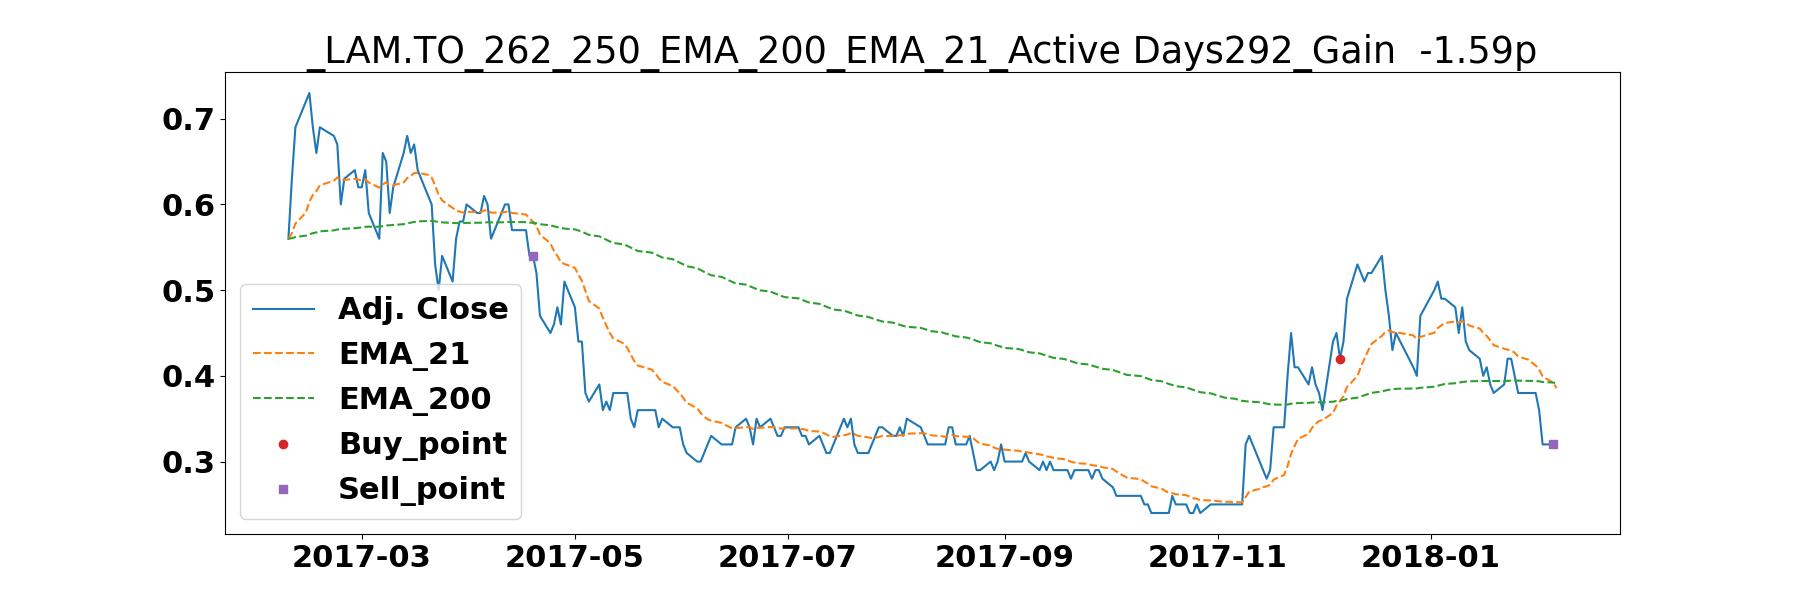 _LAM.TO_262_250_EMA_200_EMA_21_Active Days292_Gain  -1.59p
0.7
0.6
0.5
0.4
0.3
Adj. Close
EMA_21
EMA_200
Buy_point
Sell_point
2017-03 2017-05 2017-07 2017-09 2017-11 2018-01